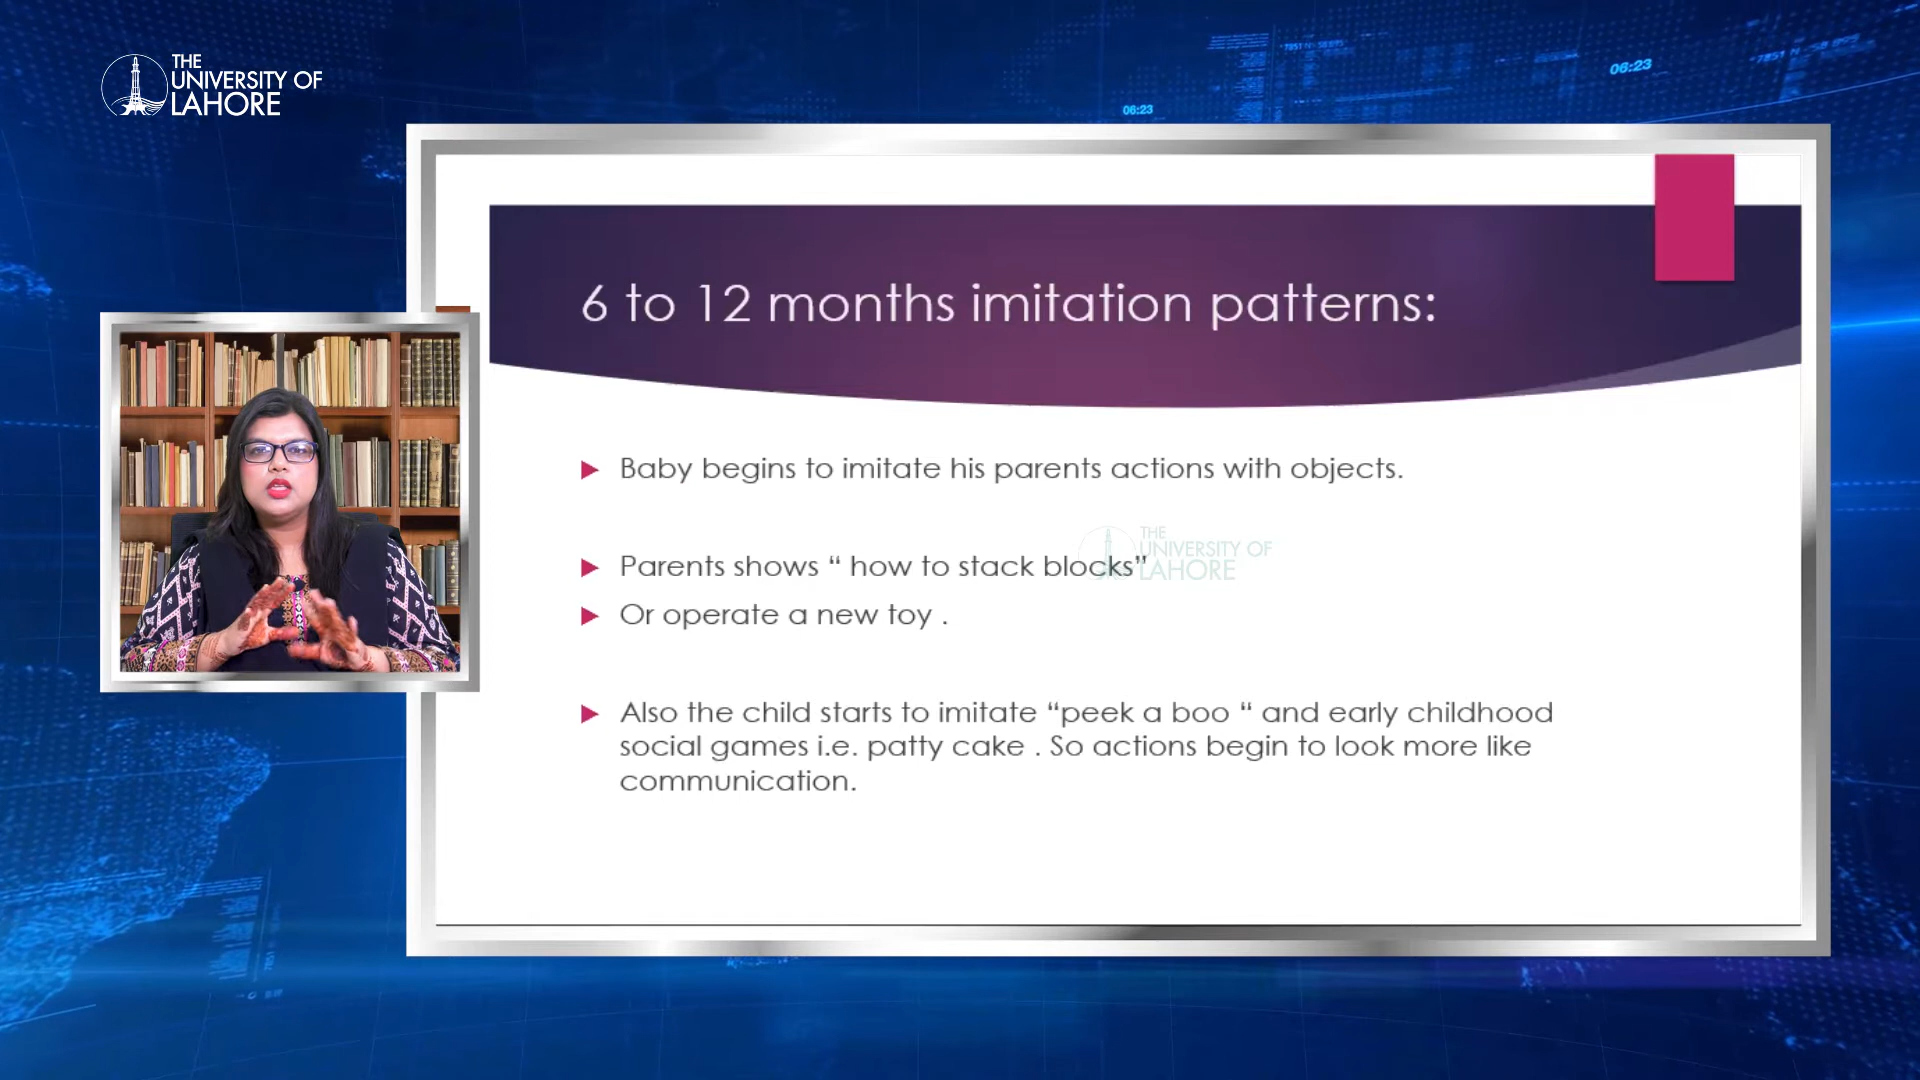 THE
UNIVERSITY OF
LAHORE
06:23
06:23
6 to 12 months imitation patterns:
Baby begins to imitate his parents actions with objects.
Parents shows “ how to stack blocks”
THE
UNIVERSITY OF
LAHORE
Or operate a new toy .
Also the child starts to imitate “peek a boo “ and early childhood
social games i.e. patty cake . So actions begin to look more like
communication.